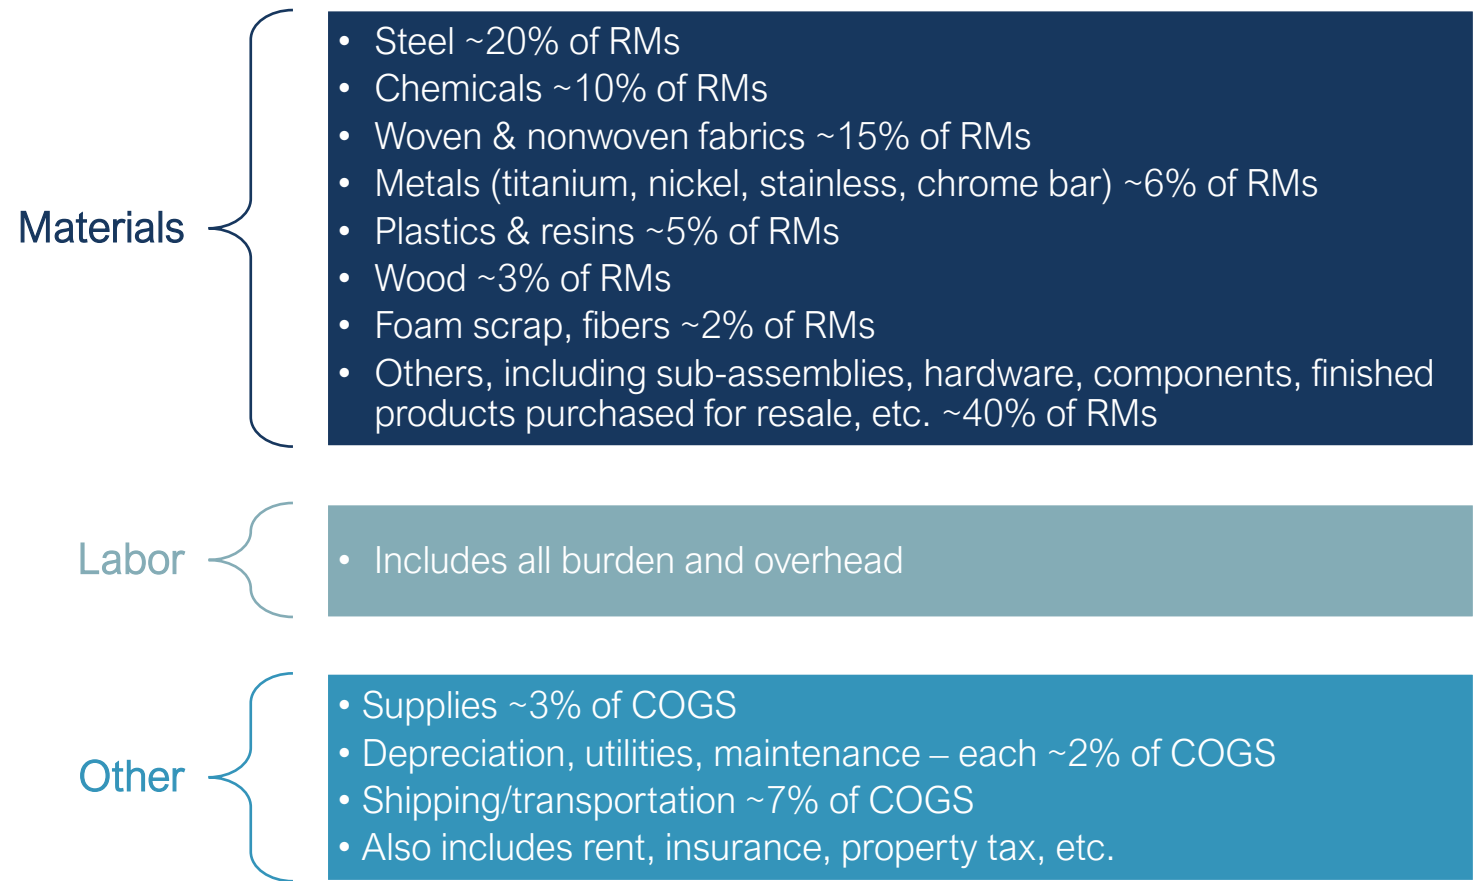 Materials
• Steel ~20% of RMs
• Chemicals ~10% of RMs
• Woven & nonwoven fabrics ~15% of RMs
• Metals (titanium, nickel, stainless, chrome bar) ~6% of RMs
• Plastics & resins ~5% of RMs
• Wood ~3% of RMs
• Foam scrap, fibers ~2% of RMs
• Others, including sub-assemblies, hardware, components, finished
products purchased for resale, etc. ~40% of RMs
Labor
• Includes all burden and overhead
Other
• Supplies ~3% of COGS
• Depreciation, utilities, maintenance – each ~2% of COGS
• Shipping/transportation ~7% of COGS
• Also includes rent, insurance, property tax, etc.